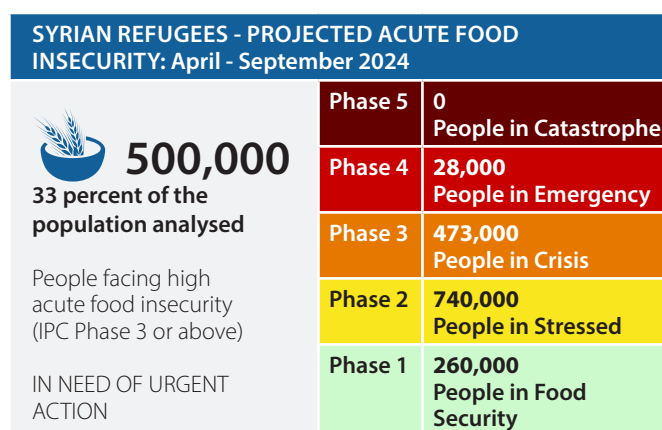 SYRIAN REFUGEES - PROJECTED ACUTE FOOD
INSECURITY: April - September 2024
500,000
33 percent of the
population analysed
People facing high
acute food insecurity
(IPC Phase 3 or above)
IN NEED OF URGENT
ACTION
Phase 5
0
People in Catastrophe
Phase 4
28,000
People in Emergency
Phase 3
473,000
People in Crisis
Phase 2
740,000
People in Stressed
Phase 1
260,000
People in Food
Security